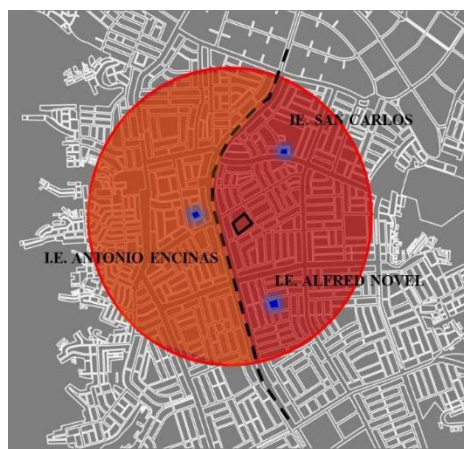 IE. SAN CARLOS
I.E. ANTONIO ENCINAS
I.E. ALFRED NOVEL